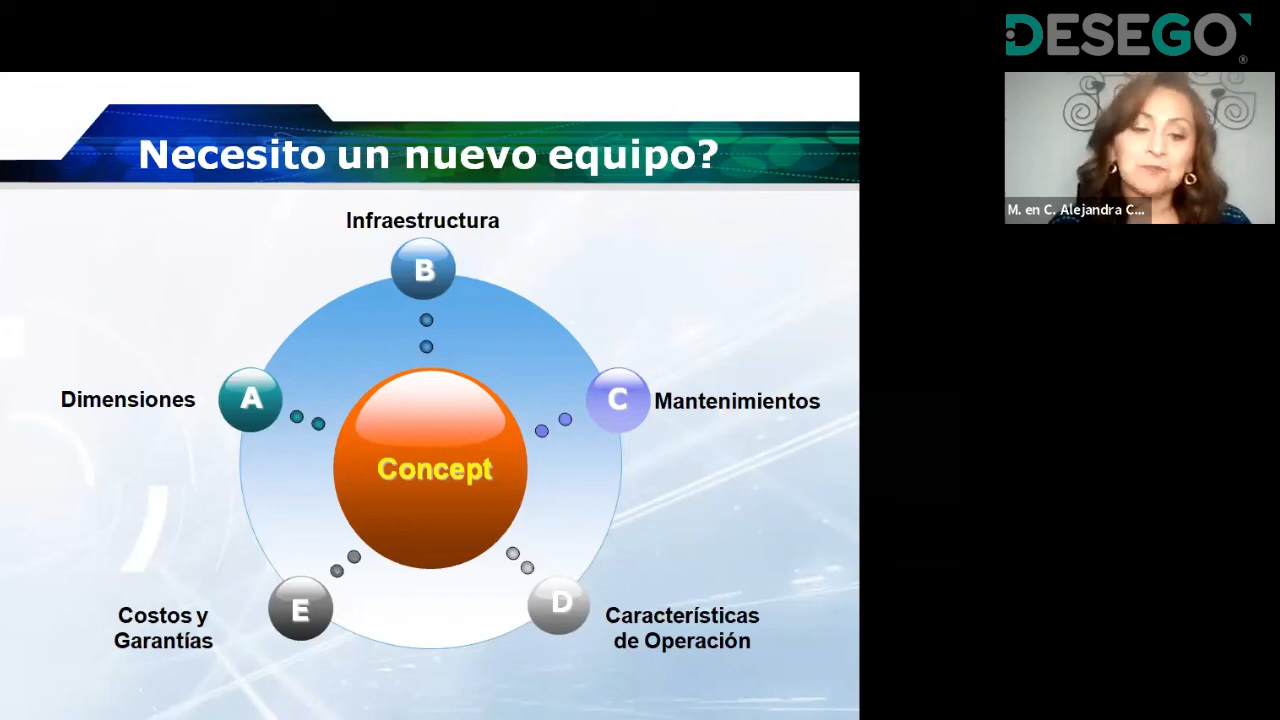 DESEGO
®
M. en C. Alejandra C...
Necesito un nuevo equipo?
Infraestructura
B
A
Dimensiones
C
Mantenimientos
Concept
E
Costos y
Garantías
D
Características
de Operación